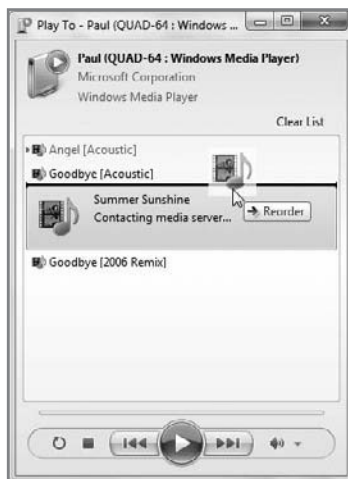 Play To - Paul (QUAD-64 : Windows ...
Paul (QUAD-64 : Windows Media Player)
Microsoft Corporation
Windows Media Player
Clear List
Angel [Acoustic]
Goodbye [Acoustic]
Summer Sunshine
Contacting media server...
Reorder
Goodbye [2006 Remix]